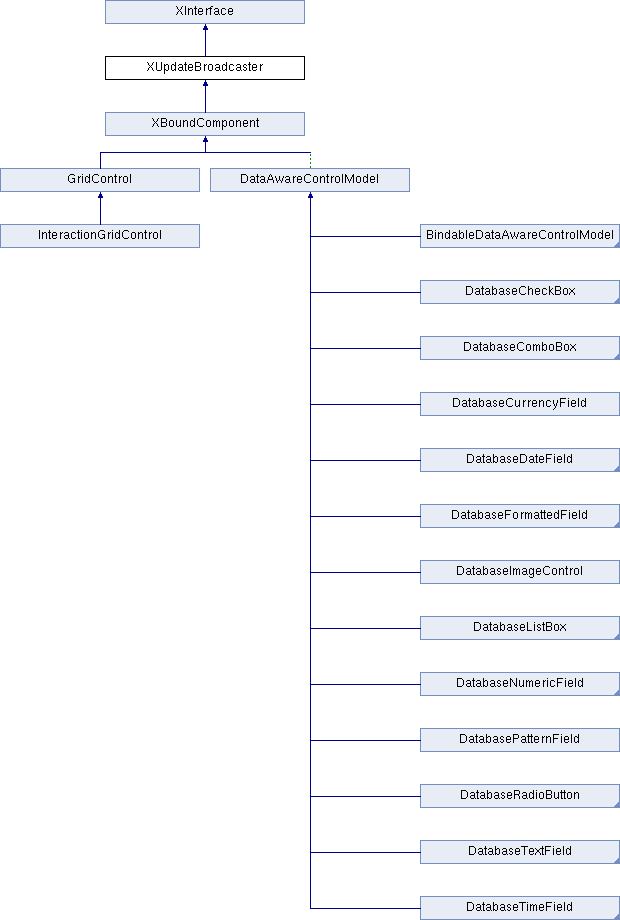 XInterface
XUpdateBroadcaster
XBoundComponent
GridControl
DataAwareControlModel
InteractionGridControl
BindableDataAwareControlModel
DatabaseCheckBox
DatabaseComboBox
DatabaseCurrencyField
DatabaseDateField
DatabaseFormattedField
DatabaseImageControl
DatabaseListBox
DatabaseNumericField
DatabasePatternField
DatabaseRadioButton
DatabaseTextField
DatabaseTimeField